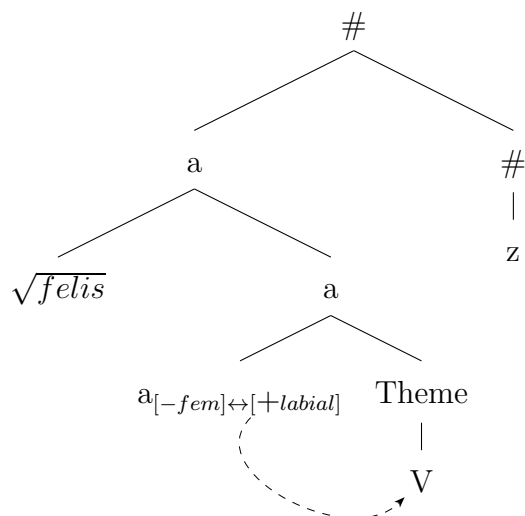 #
a #
z
√felis a
a[−fem]↔[+labial] Theme
V